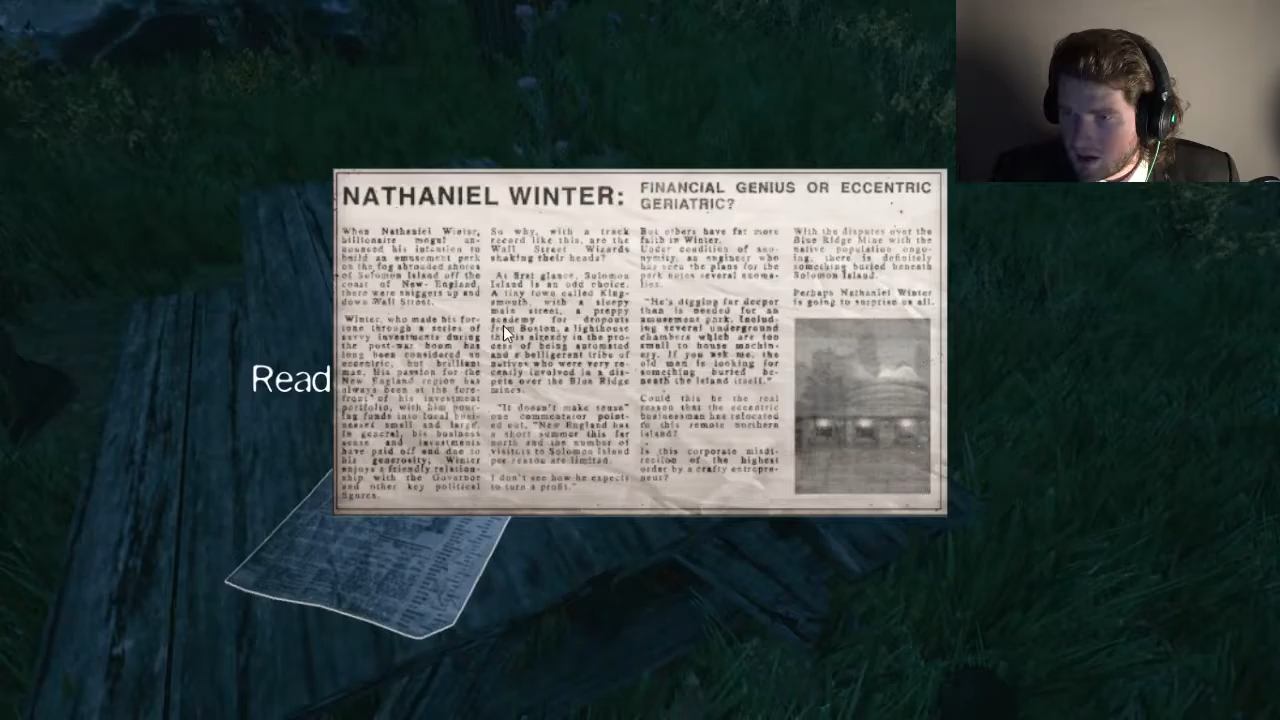 NATHANIEL WINTER:
FINANCIAL GENIUS OR ECCENTRIC
GERIATRIC?
When Nathaniel Winter,
billionaire mogul an-
nounced his intention to
build an amusement park
on the fog shrouded shores
of Solomon Island off the
coast of New-England,
there were sniggers up and
down Wall Street.
Winter, who made his for-
tune through a series of
savvy investments during
the post-war boom has
long been considered an
eccentric, but brilliant
man. His passion for the
New England region has
always been at the fore-
front of his investment
portfolio, with him pour-
ing funds into local busi-
nesses small and large.
In general, his business
sense and investments
have paid off and due to
his generosity, Winter
enjoys a friendly relation-
ship with the Governor
and other key political
figures.
So why, with a track
record like this, are the
Wall Street Wizards
shaking their heads?
At first glance, Solomon
Island is an odd choice.
A tiny town called King-
smouth, with a sleepy
main street, a preppy
academy for dropouts
from Boston, a lighthouse
that is already in the pro-
cess of being automated
and a belligerent tribe of
natives who were very re-
cently involved in a dis-
pute over the Blue Ridge
mines.
"It doesn't make sense"
one commentator point-
ed out, "New England has
a short summer this far
north and the number of
visitors to Solomon Island
per season are limited.
I don't see how he expects
to turn a profit."
But others have far more
faith in Winter.
Under condition of ano-
nymity, an engineer who
has seen the plans for the
park notes several anoma-
lies.
"He's digging far deeper
than is needed for an
amusement park. Includ-
ing several underground
chambers which are too
small to house machin-
ery. If you ask me, the
old man is looking for
something buried be-
neath the island itself."
Could this be the real
reason that the eccentric
businessman has relocated
to this remote northern
island?
Is this corporate misdi-
rection of the highest
order by a crafty entrepre-
neur?
With the disputes over the
Blue Ridge Mine with the
native population ongo-
ing, there is definitely
something buried beneath
Solomon Island.
Perhaps Nathaniel Winter
is going to surprise us all.
Read